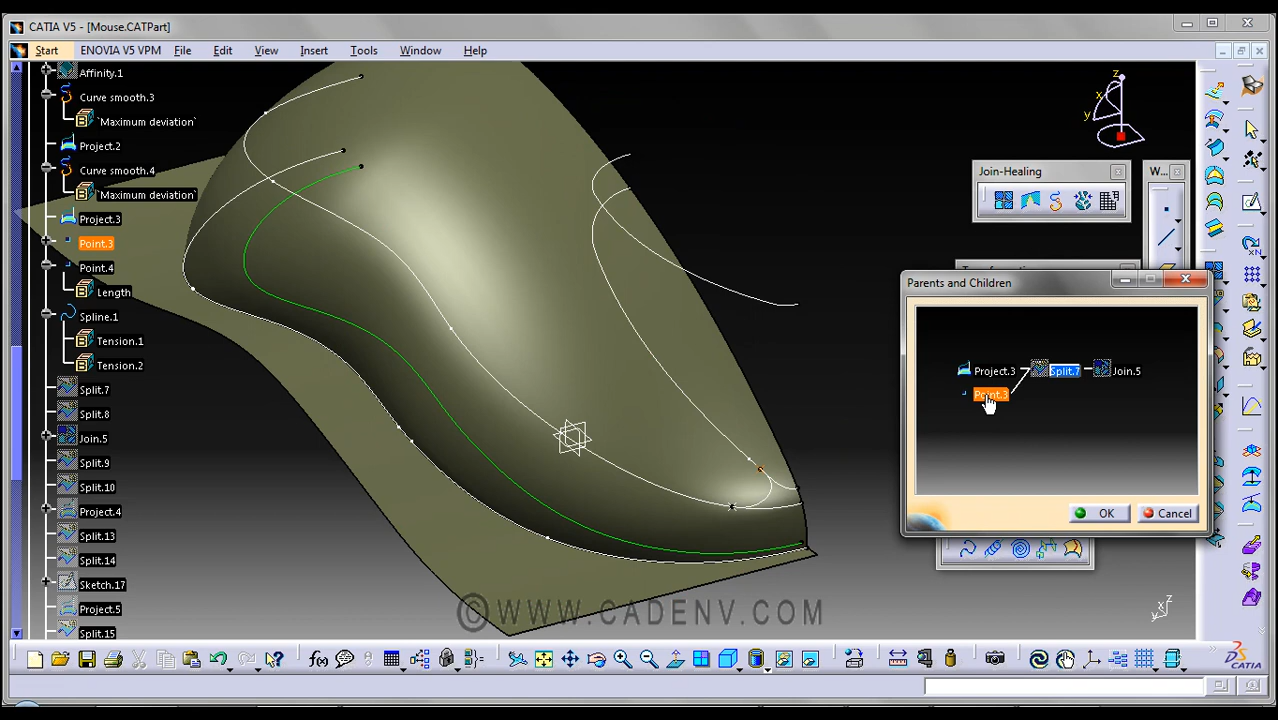 CATIA V5 - [Mouse.CATPart]
Start ENOVIA V5 VPM File Edit View Insert Tools Window Help
Affinity.1
Curve smooth.3
`Maximum deviation`
Project.2
Curve smooth.4
`Maximum deviation`
Project.3
Point.3
Point.4
Length
Spline.1
Tension.1
Tension.2
Split.7
Split.8
Join.5
Split.9
Split.10
Project.4
Split.13
Split.14
Sketch.17
Project.5
Split.15
z
x
y
Join-Healing
W...
Parents and Children
Project.3 Split.7 Join.5
Point.3
OK Cancel
©WWW.CADENV.COM
f(x)
CATIA